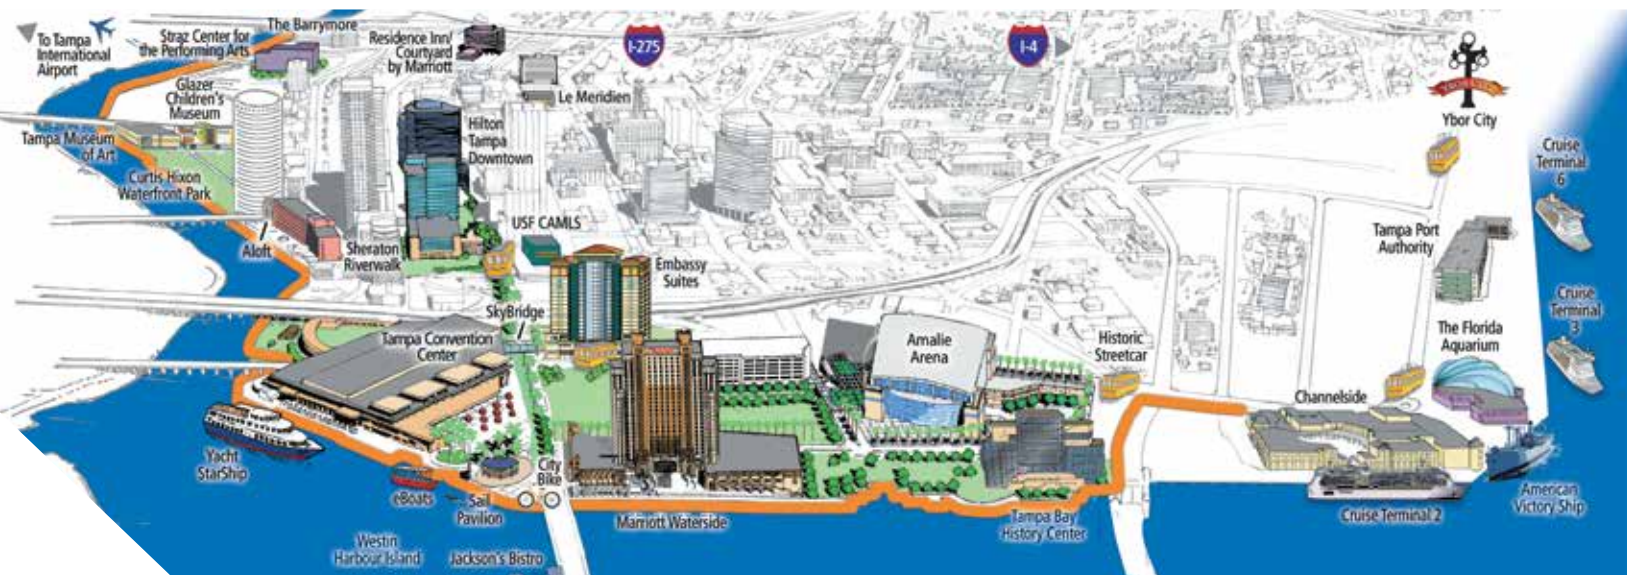 The Barrymore
To Tampa
International
Airport
Straz Center for
the Performing Arts
Residence Inn/
Courtyard
by Marriott
I-275
I-4
Glazer
Children's
Museum
Le Meridien
Ybor City
Tampa Museum
of Art
Hilton
Tampa
Downtown
Cruise
Terminal
6
Curtis Hixon
Waterfront Park
USF CAMLS
Aloft
Sheraton
Riverwalk
Tampa Port
Authority
Embassy
Suites
SkyBridge
Cruise
Terminal
3
Tampa Convention
Center
Amalie
Arena
Historic
Streetcar
The Florida
Aquarium
Channelside
Yacht
StarShip
eBoats
Sail
Pavilion
City
Bike
Marriott Waterside
Tampa Bay
History Center
Cruise Terminal 2
American
Victory Ship
Westin
Harbour Island
Jackson's Bistro